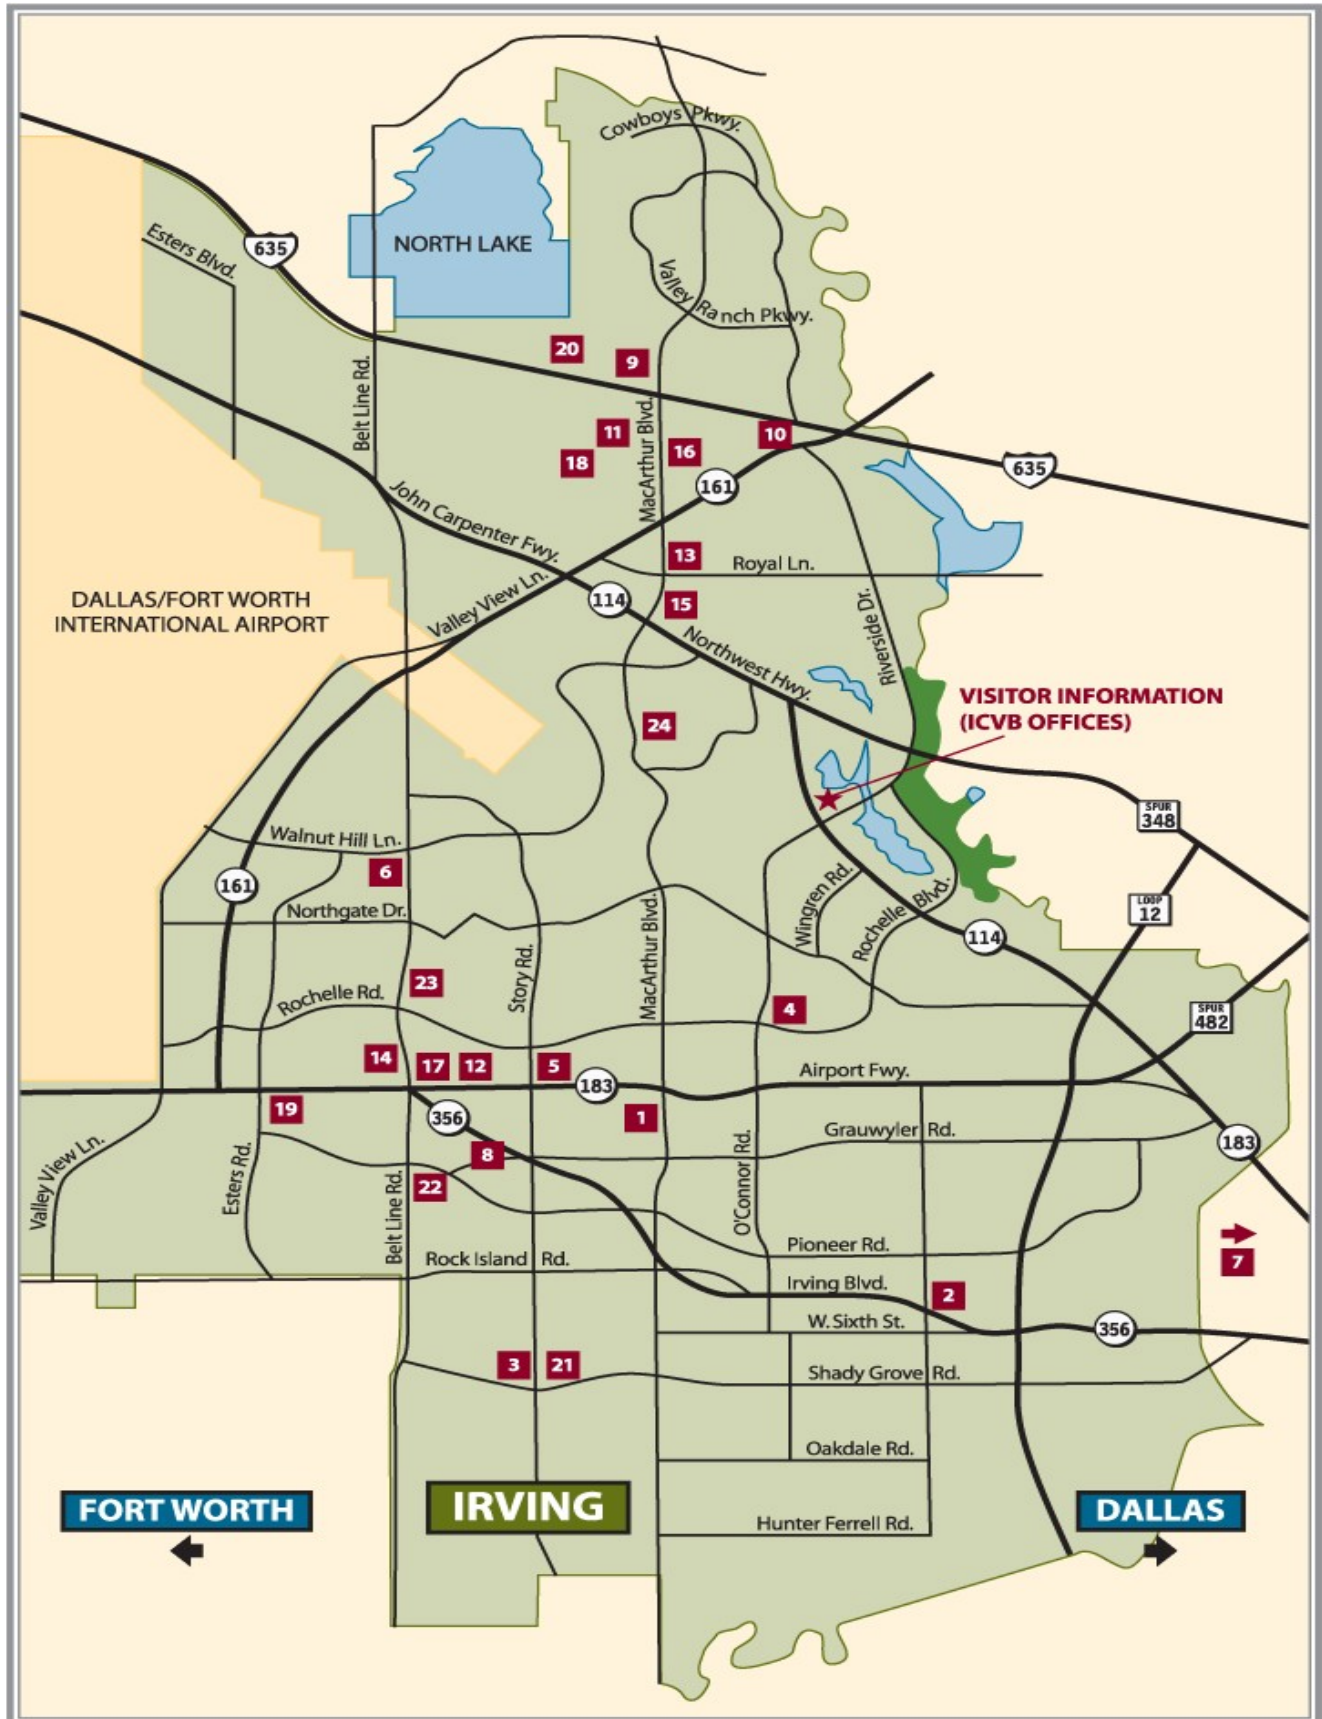 Cowboys Pkwy.
Esters Blvd.
635
NORTH LAKE
Valley Ranch Pkwy.
20
9
Belt Line Rd.
MacArthur Blvd.
11
16
10
18
161
635
John Carpenter Fwy.
13
Royal Ln.
DALLAS/FORT WORTH
INTERNATIONAL AIRPORT
Valley View Ln.
114
15
Northwest Hwy.
Riverside Dr.
VISITOR INFORMATION
(ICVB OFFICES)
24
SPUR
348
Walnut Hill Ln.
6
161
LOOP
12
Northgate Dr.
MacArthur Blvd.
Wingren Rd.
Rochelle Blvd.
114
Story Rd.
23
Rochelle Rd.
4
SPUR
482
14
17
12
5
183
Airport Fwy.
19
356
1
Grauwyler Rd.
183
Valley View Ln.
Esters Rd.
8
O'Connor Rd.
22
Belt Line Rd.
Pioneer Rd.
Rock Island Rd.
7
Irving Blvd.
2
W. Sixth St.
356
3
21
Shady Grove Rd.
Oakdale Rd.
FORT WORTH
IRVING
DALLAS
Hunter Ferrell Rd.